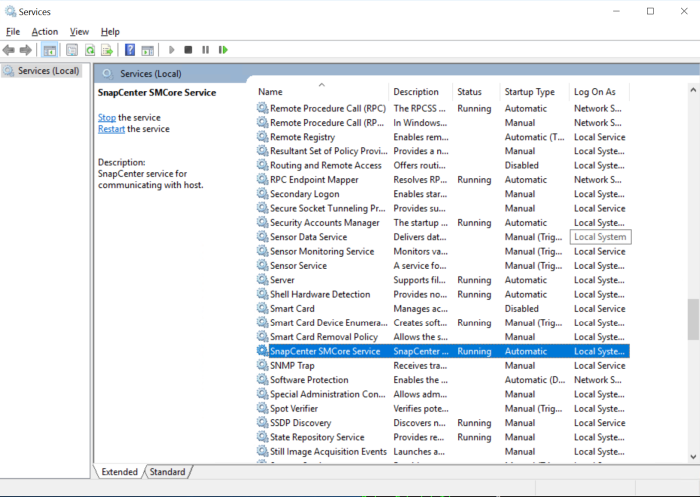 Services
File Action View Help
Services (Local)
Services (Local)
SnapCenter SMCore Service
Stop the service
Restart the service
Description:
SnapCenter service for
communicating with host.
Name Description Status Startup Type Log On As
Remote Procedure Call (RPC) The RPCSS ... Running Automatic Network S...
Remote Procedure Call (RP... In Windows... Manual Network S...
Remote Registry Enables rem... Automatic (T... Local Service
Resultant Set of Policy Provi... Provides a n... Manual Local Syste...
Routing and Remote Access Offers routi... Disabled Local Syste...
RPC Endpoint Mapper Resolves RP... Running Automatic Network S...
Secondary Logon Enables star... Manual Local Syste...
Secure Socket Tunneling Pr... Provides su... Manual Local Service
Security Accounts Manager The startup ... Running Automatic Local Syste...
Sensor Data Service Delivers dat... Manual (Trig... Local System
Sensor Monitoring Service Monitors va... Manual (Trig... Local Service
Sensor Service A service fo... Manual (Trig... Local Syste...
Server Supports fil... Running Automatic Local Syste...
Shell Hardware Detection Provides no... Running Automatic Local Syste...
Smart Card Manages ac... Disabled Local Service
Smart Card Device Enumera... Creates soft... Running Manual (Trig... Local Syste...
Smart Card Removal Policy Allows the s... Manual Local Syste...
SnapCenter SMCore Service SnapCenter ... Running Automatic Local Syste...
SNMP Trap Receives tra... Manual Local Service
Software Protection Enables the ... Automatic (D... Network S...
Special Administration Con... Allows adm... Manual Local Syste...
Spot Verifier Verifies pote... Manual (Trig... Local Syste...
SSDP Discovery Discovers n... Running Manual Local Service
State Repository Service Provides re... Running Manual Local Syste...
Still Image Acquisition Events Launches a... Manual Local Syste...
Extended Standard